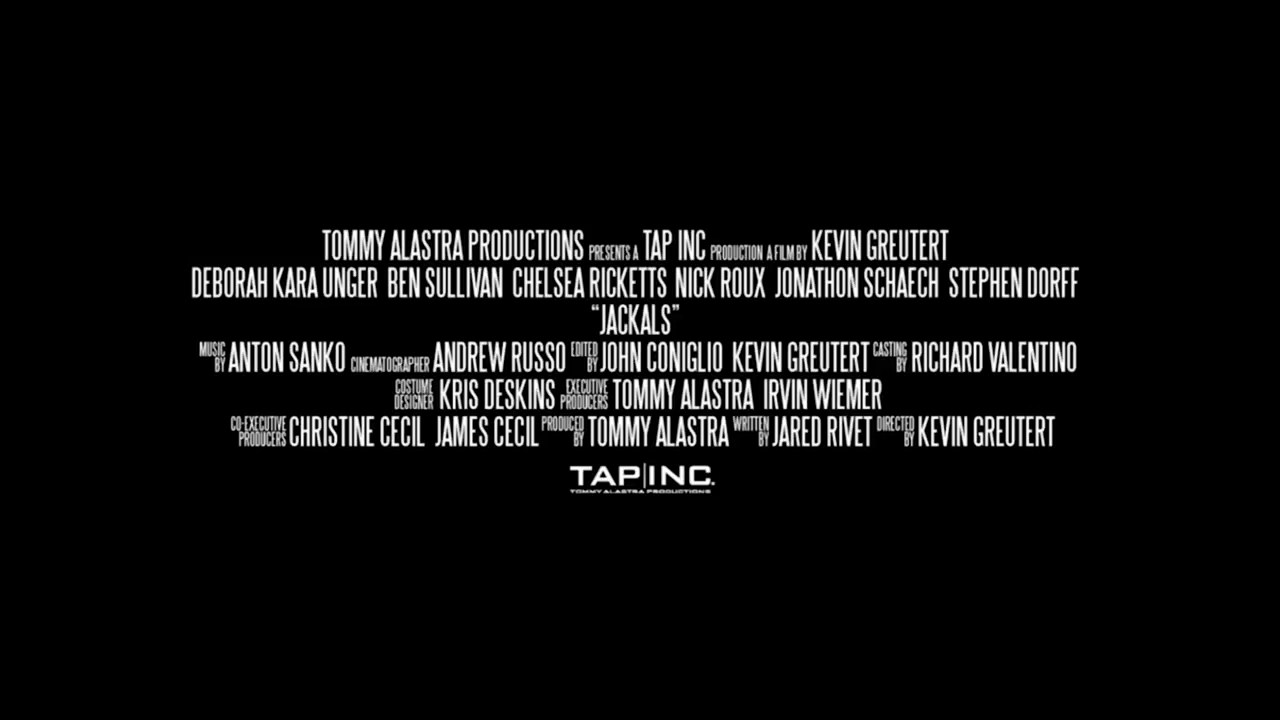 TOMMY ALASTRA PRODUCTIONS PRESENTS A TAP INC PRODUCTION A FILM BY KEVIN GREUTERT
DEBORAH KARA UNGER BEN SULLIVAN CHELSEA RICKETTS NICK ROUX JONATHON SCHAECH STEPHEN DORFF
“JACKALS”
MUSIC BY ANTON SANKO CINEMATOGRAPHER ANDREW RUSSO EDITED BY JOHN CONIGLIO KEVIN GREUTERT CASTING BY RICHARD VALENTINO
COSTUME DESIGNER KRIS DESKINS EXECUTIVE PRODUCERS TOMMY ALASTRA IRVIN WIEMER
CO-EXECUTIVE PRODUCERS CHRISTINE CECIL JAMES CECIL PRODUCED BY TOMMY ALASTRA WRITTEN BY JARED RIVET DIRECTED BY KEVIN GREUTERT
TAP|INC.
TOMMY ALASTRA PRODUCTIONS